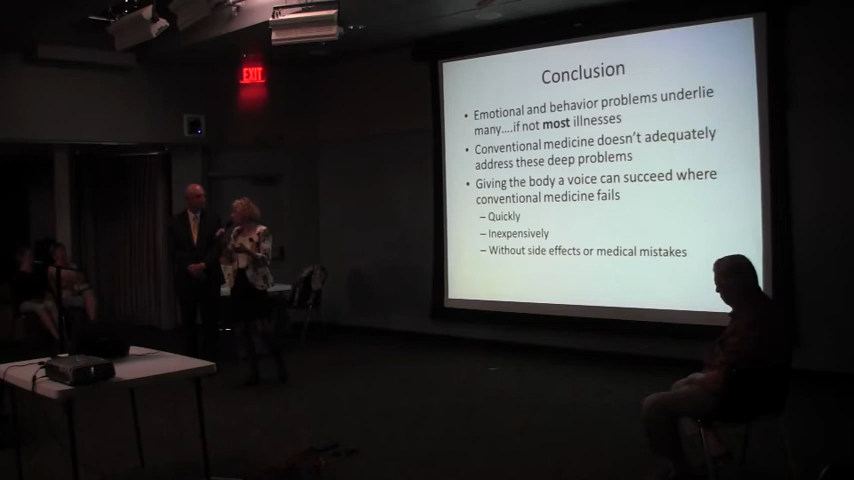 EXIT
Conclusion
• Emotional and behavior problems underlie
many....if not most illnesses
• Conventional medicine doesn't adequately
address these deep problems
• Giving the body a voice can succeed where
conventional medicine fails
– Quickly
– Inexpensively
– Without side effects or medical mistakes